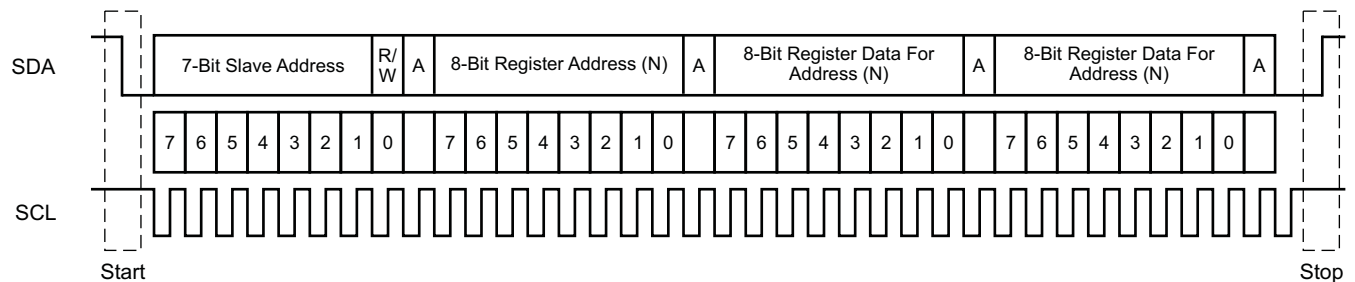 SDA
7-Bit Slave Address
R/
W
A
8-Bit Register Address (N)
A
8-Bit Register Data For
Address (N)
A
8-Bit Register Data For
Address (N)
A
7 6 5 4 3 2 1 0 7 6 5 4 3 2 1 0 7 6 5 4 3 2 1 0 7 6 5 4 3 2 1 0
SCL
Start
Stop